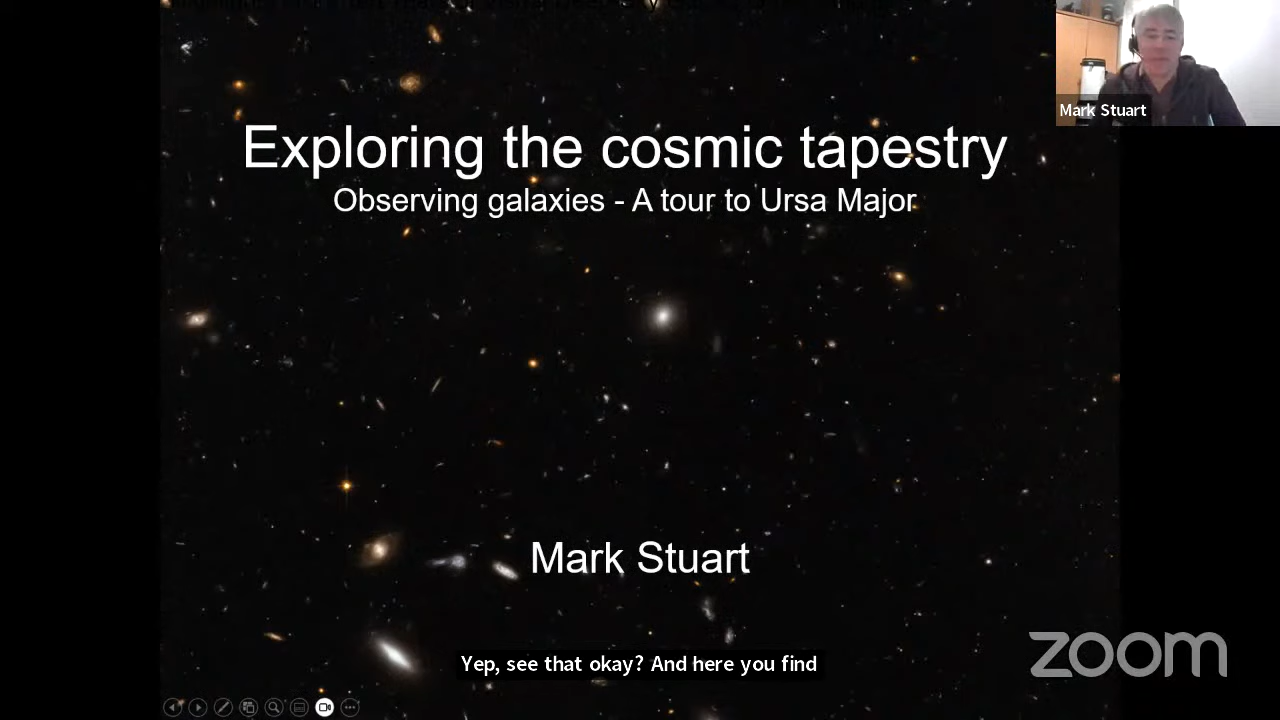 Mark Stuart
Exploring the cosmic tapestry
Observing galaxies - A tour to Ursa Major
Mark Stuart
zoom
Yep, see that okay? And here you find